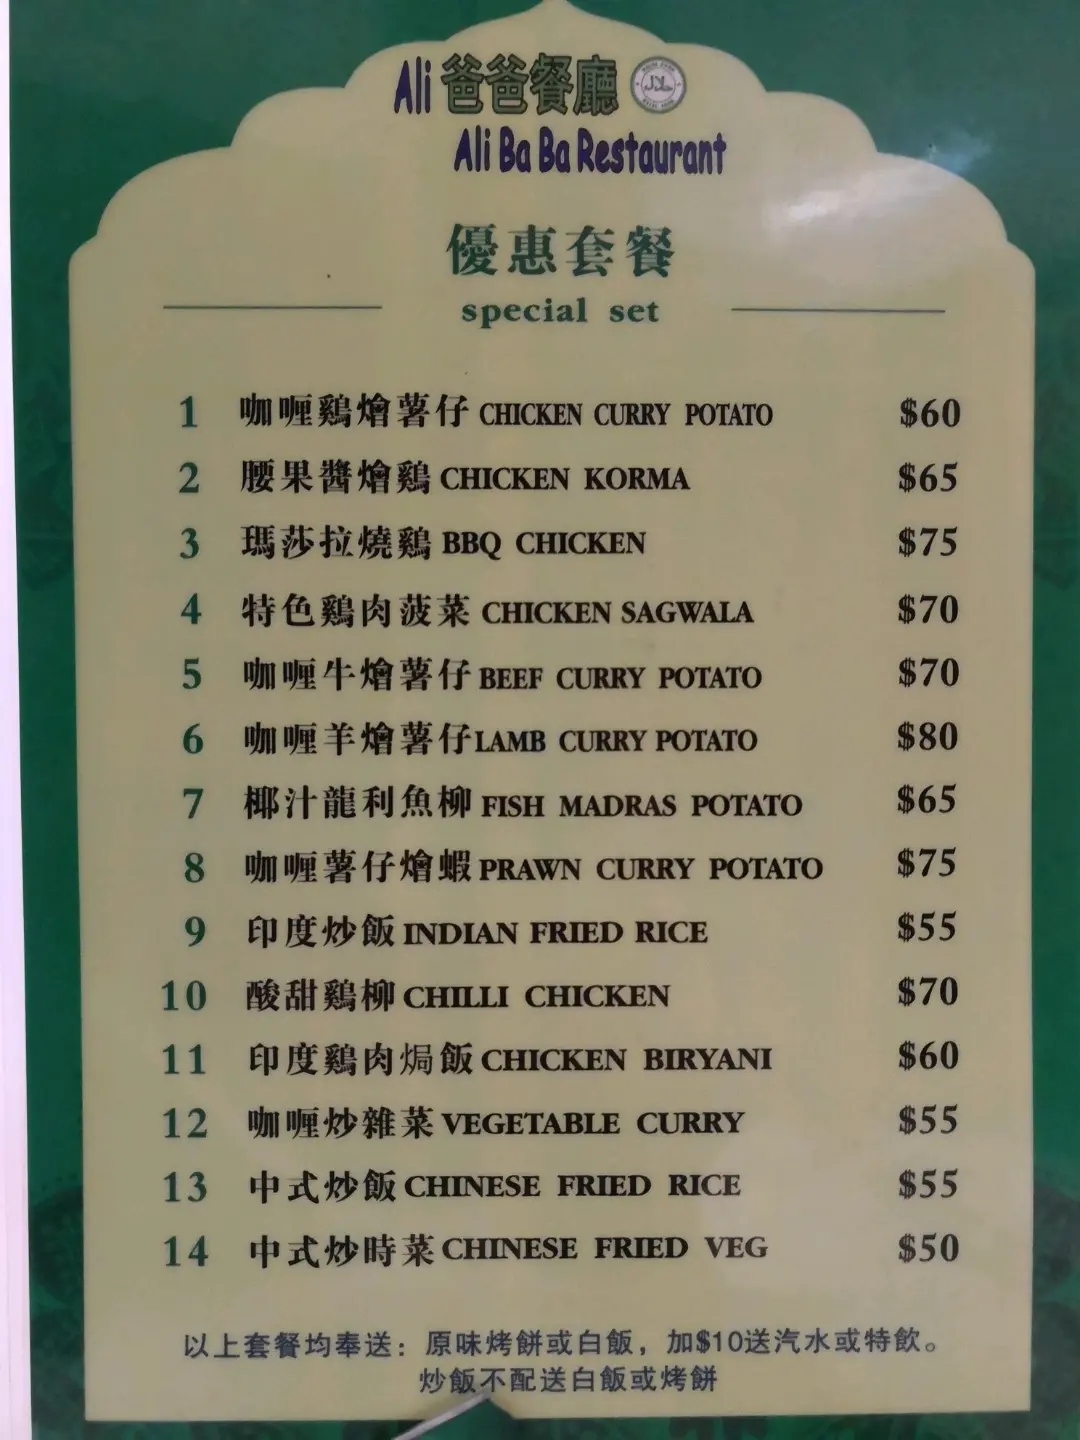 Ali 爸爸餐廳
Ali Ba Ba Restaurant
優惠套餐
special set
1 咖喱鷄燴薯仔 CHICKEN CURRY POTATO $60
2 腰果醬燴鷄 CHICKEN KORMA $65
3 瑪莎拉燒鷄 BBQ CHICKEN $75
4 特色鷄肉菠菜 CHICKEN SAGWALA $70
5 咖喱牛燴薯仔 BEEF CURRY POTATO $70
6 咖喱羊燴薯仔 LAMB CURRY POTATO $80
7 椰汁龍利魚柳 FISH MADRAS POTATO $65
8 咖喱薯仔燴蝦 PRAWN CURRY POTATO $75
9 印度炒飯 INDIAN FRIED RICE $55
10 酸甜鷄柳 CHILLI CHICKEN $70
11 印度鷄肉焗飯 CHICKEN BIRYANI $60
12 咖喱炒雜菜 VEGETABLE CURRY $55
13 中式炒飯 CHINESE FRIED RICE $55
14 中式炒時菜 CHINESE FRIED VEG $50
以上套餐均奉送：原味烤餅或白飯，加$10送汽水或特飲。
炒飯不配送白飯或烤餅